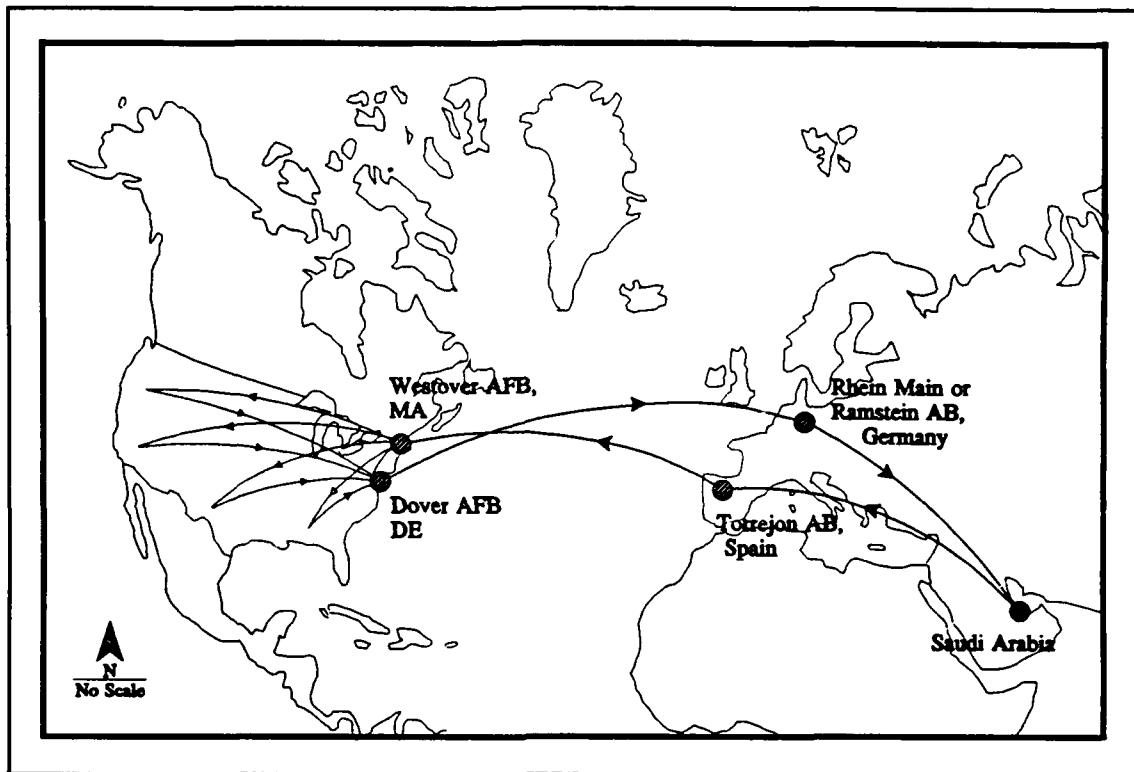 Westover AFB,
MA
Rhein Main or
Ramstein AB,
Germany
Dover AFB
DE
Torrejon AB,
Spain
Saudi Arabia
N
No Scale